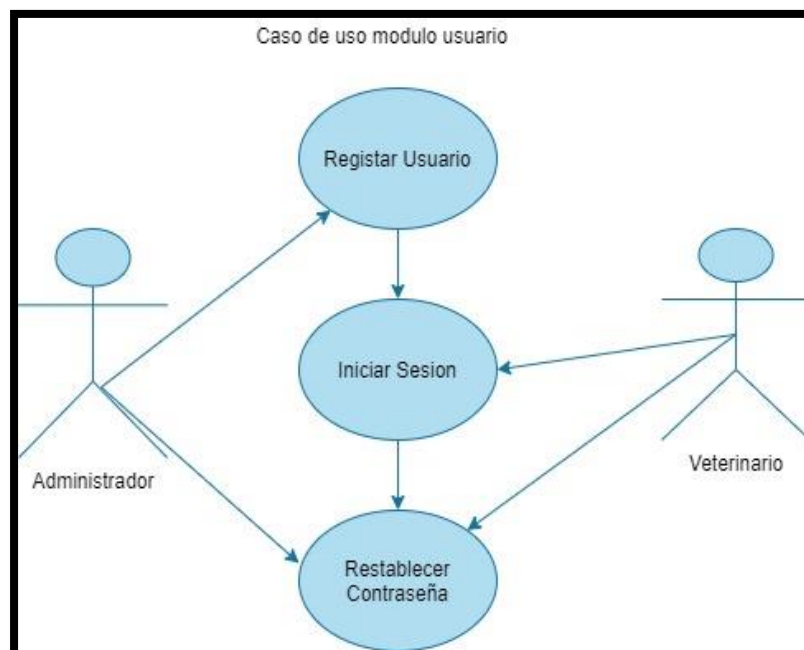 Caso de uso modulo usuario
Registar Usuario
Iniciar Sesion
Administrador
Veterinario
Restablecer
Contraseña